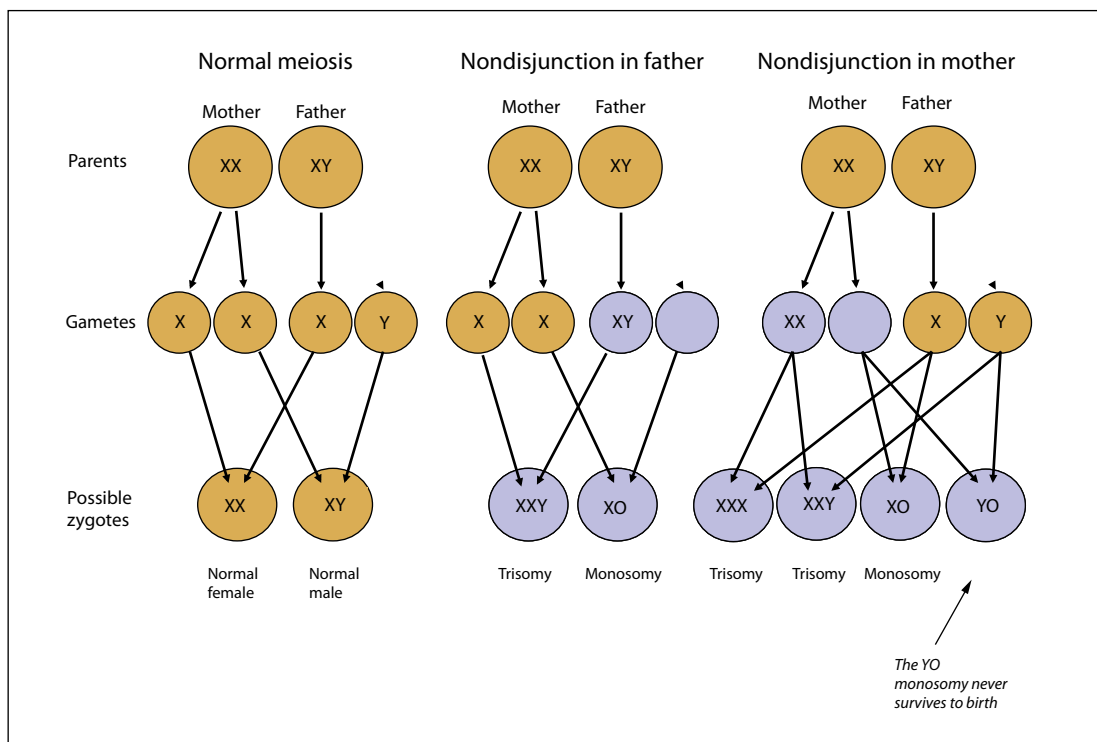 Normal meiosis
Nondisjunction in father
Nondisjunction in mother
Mother
Father
Mother
Father
Mother
Father
Parents
XX
XY
XX
XY
XX
XY
Gametes
X
X
X
Y
X
X
XY
XX
X
Y
Possible
zygotes
XX
XY
XXY
XO
XXX
XXY
XO
YO
Normal
female
Normal
male
Trisomy
Monosomy
Trisomy
Trisomy
Monosomy
The YO
monosomy never
survives to birth